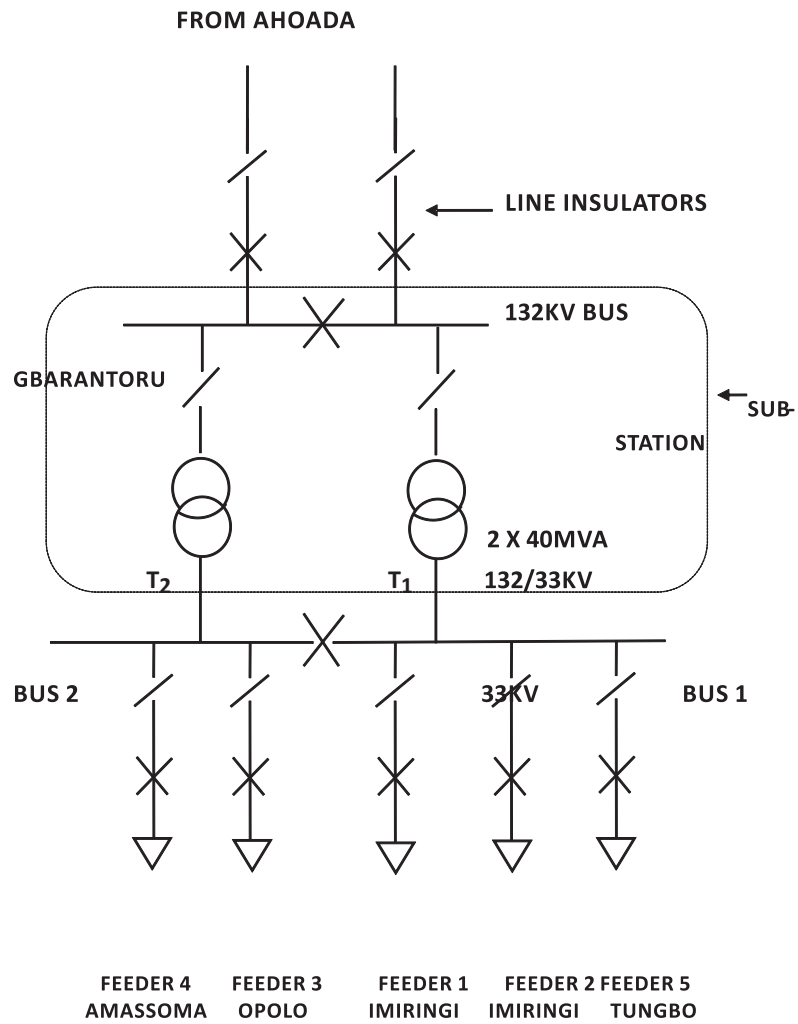 FROM AHOADA
LINE INSULATORS
132KV BUS
GBARANTORU
SUB-
STATION
2 X 40MVA
T2 T1 132/33KV
BUS 2 33KV BUS 1
FEEDER 4 FEEDER 3 FEEDER 1 FEEDER 2 FEEDER 5
AMASSOMA OPOLO IMIRINGI IMIRINGI TUNGBO